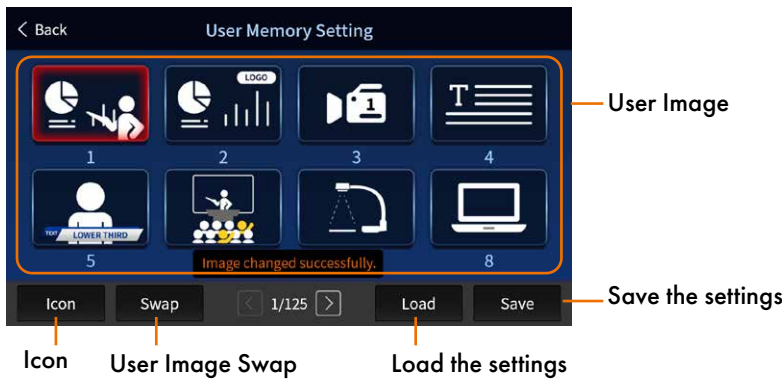 Back
User Memory Setting
LOGO
1
T
User Image
1
2
3
4
TEXT LOWER THIRD
5
Image changed successfully.
8
Icon
Swap
1/125
Load
Save
Save the settings
Icon
User Image Swap
Load the settings